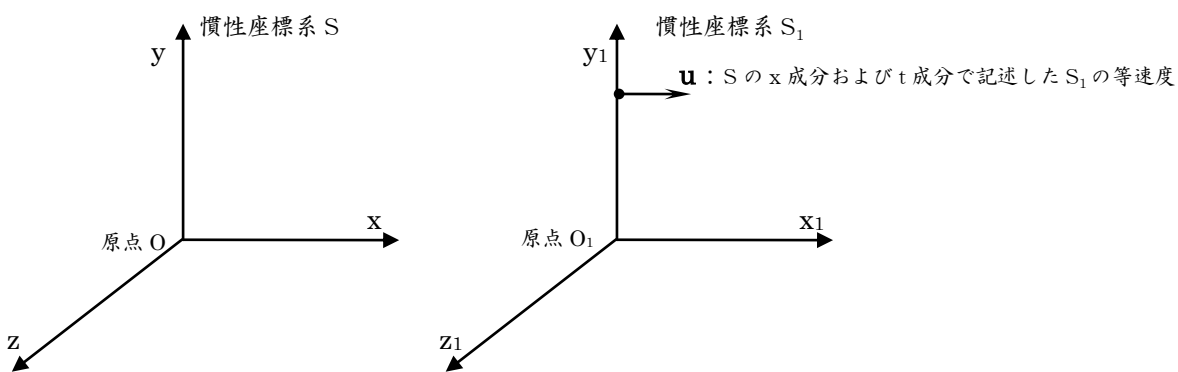 慣性座標系 S
y
原点 O
x
z
慣性座標系 S₁
y1
u：S の x 成分および t 成分で記述した S₁ の等速度
原点 O₁
x1
z1